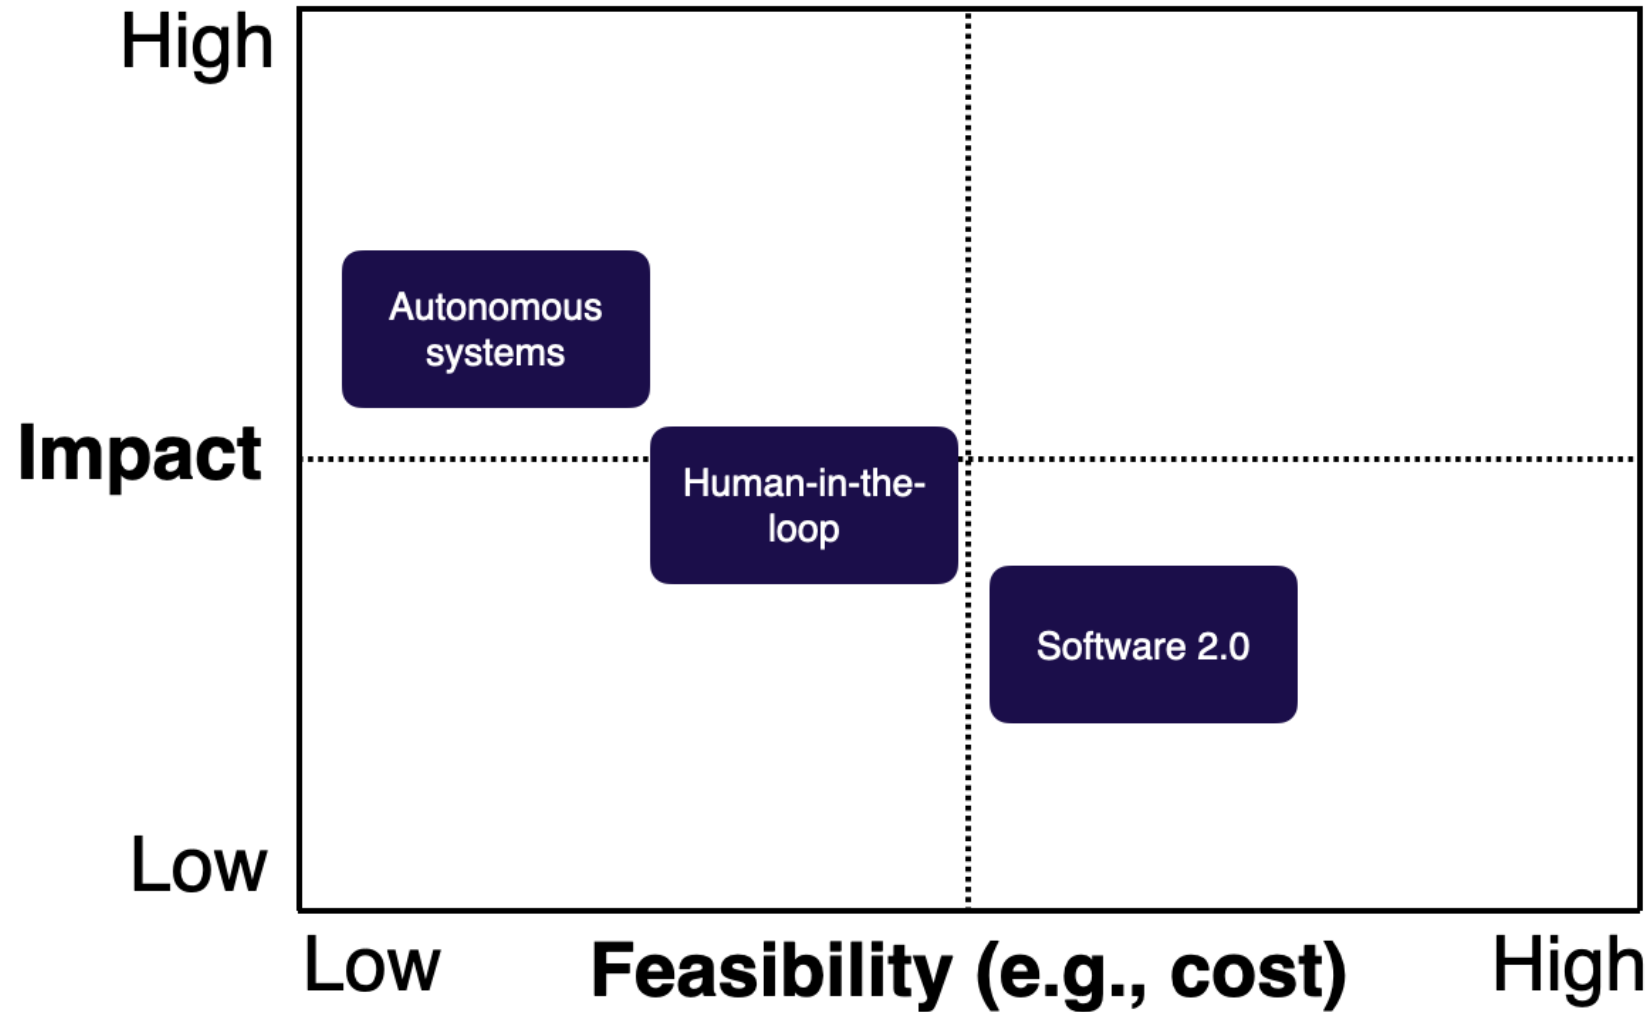 High
Autonomous
systems
Impact
Human-in-the-
loop
Software 2.0
Low
Low
Feasibility (e.g., cost)
High